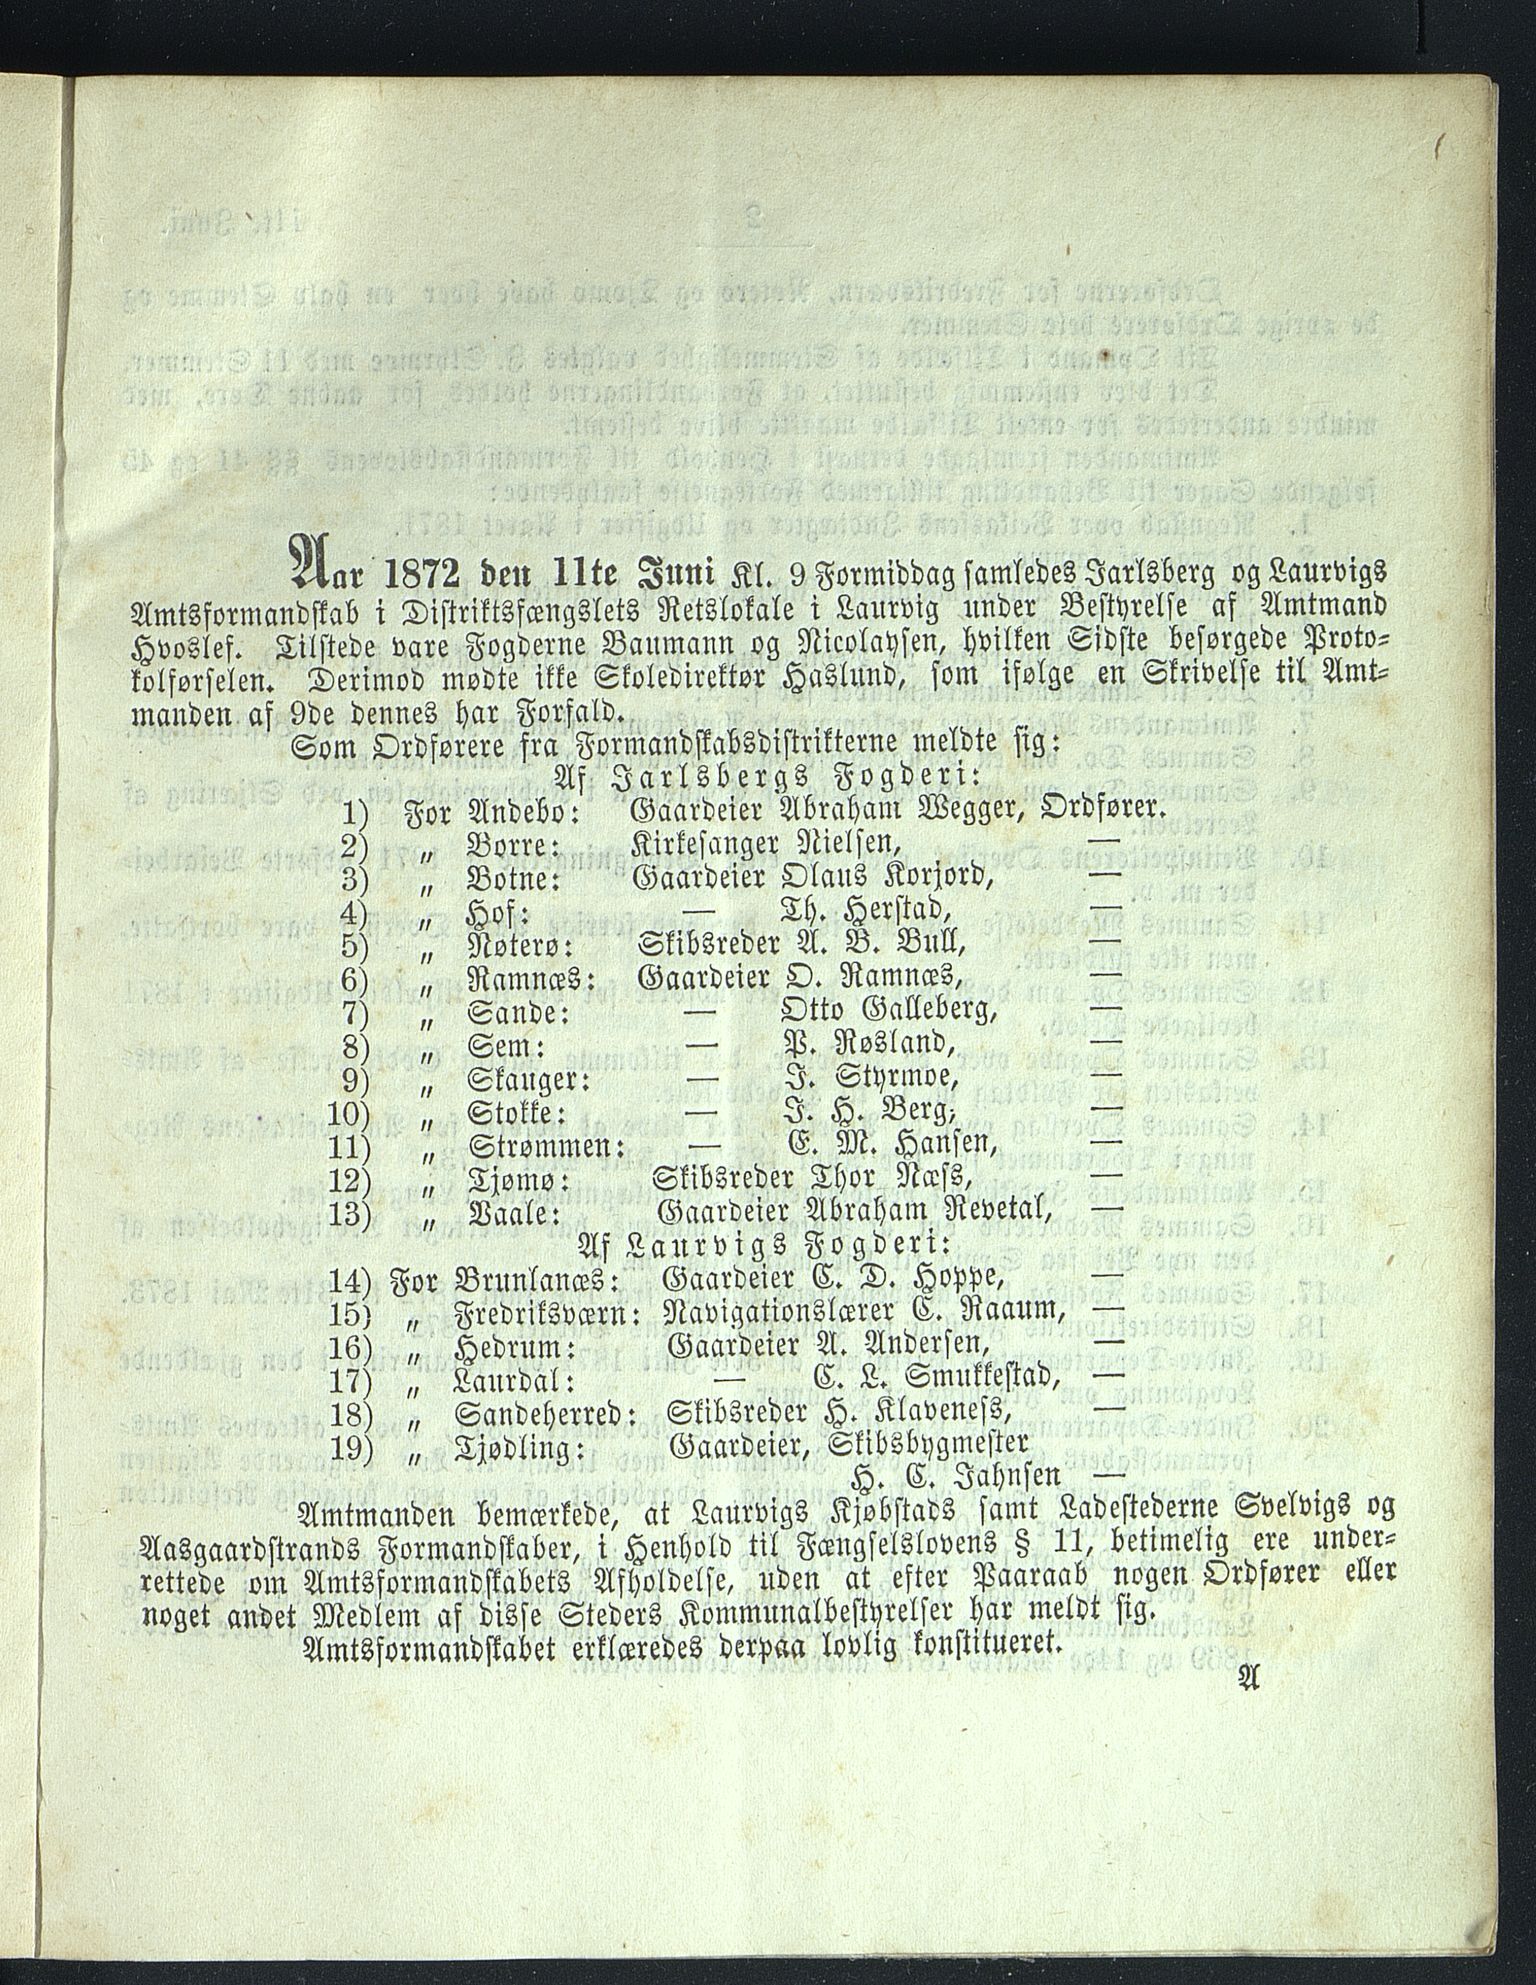 Aar 1872 den 11te Juni Kl. 9 Formiddag samledes Jarlsberg og Laurvigs
Amtsformandskab i Distriktsfængslets Retslokale i Laurvig under Bestyrelse af Amtmand
Hvoslef. Tilstede vare Fogderne Baumann og Nicolaysen, hvilken Sidste besørgede Proto-
kolførselen. Derimod mødte ikke Skoledirektør Haslund, som ifølge en Skrivelse til Amt-
manden af 9de dennes har Forfald.
Som Ordførere fra Formandskabsdistrikterne meldte sig:
Af Jarlsbergs Fogderi:
1) For Andebo: Gaardeier Abraham Wegger, Ordfører.
2) „ Borre: Kirkesanger Nielsen, —
3) „ Botne: Gaardeier Olaus Korjord, —
4) „ Hof: — Th. Herstad, —
5) „ Nøterø: Skibsreder A. B. Bull, —
6) „ Ramnæs: Gaardeier O. Ramnæs, —
7) „ Sande: — Otto Galleberg, —
8) „ Sem: — P. Røsland, —
9) „ Skauger: — J. Styrmoe, —
10) „ Stokke: — J. H. Berg, —
11) „ Strømmen: — E. M. Hansen, —
12) „ Tjømø: Skibsreder Thor Næss, —
13) „ Vaale: Gaardeier Abraham Revetal, —
Af Laurvigs Fogderi:
14) For Brunlanæs: Gaardeier C. D. Hoppe, —
15) „ Fredriksværn: Navigationslærer C. Raaum, —
16) „ Hedrum: Gaardeier A. Andersen, —
17) „ Laurdal: — C. L. Smukkestad, —
18) „ Sandeherred: Skibsreder H. Klaveness, —
19) „ Tjødling: Gaardeier, Skibsbygmester
H. C. Jahnsen —
Amtmanden bemærkede, at Laurvigs Kjøbstads samt Ladestederne Svelvigs og
Aasgaardstrands Formandskaber, i Henhold til Fængselslovens § 11, betimelig ere under-
rettede om Amtsformandskabets Afholdelse, uden at efter Paaraab nogen Ordfører eller
noget andet Medlem af disse Steders Kommunalbestyrelser har meldt sig.
Amtsformandskabet erklæredes derpaa lovlig konstitueret.
A